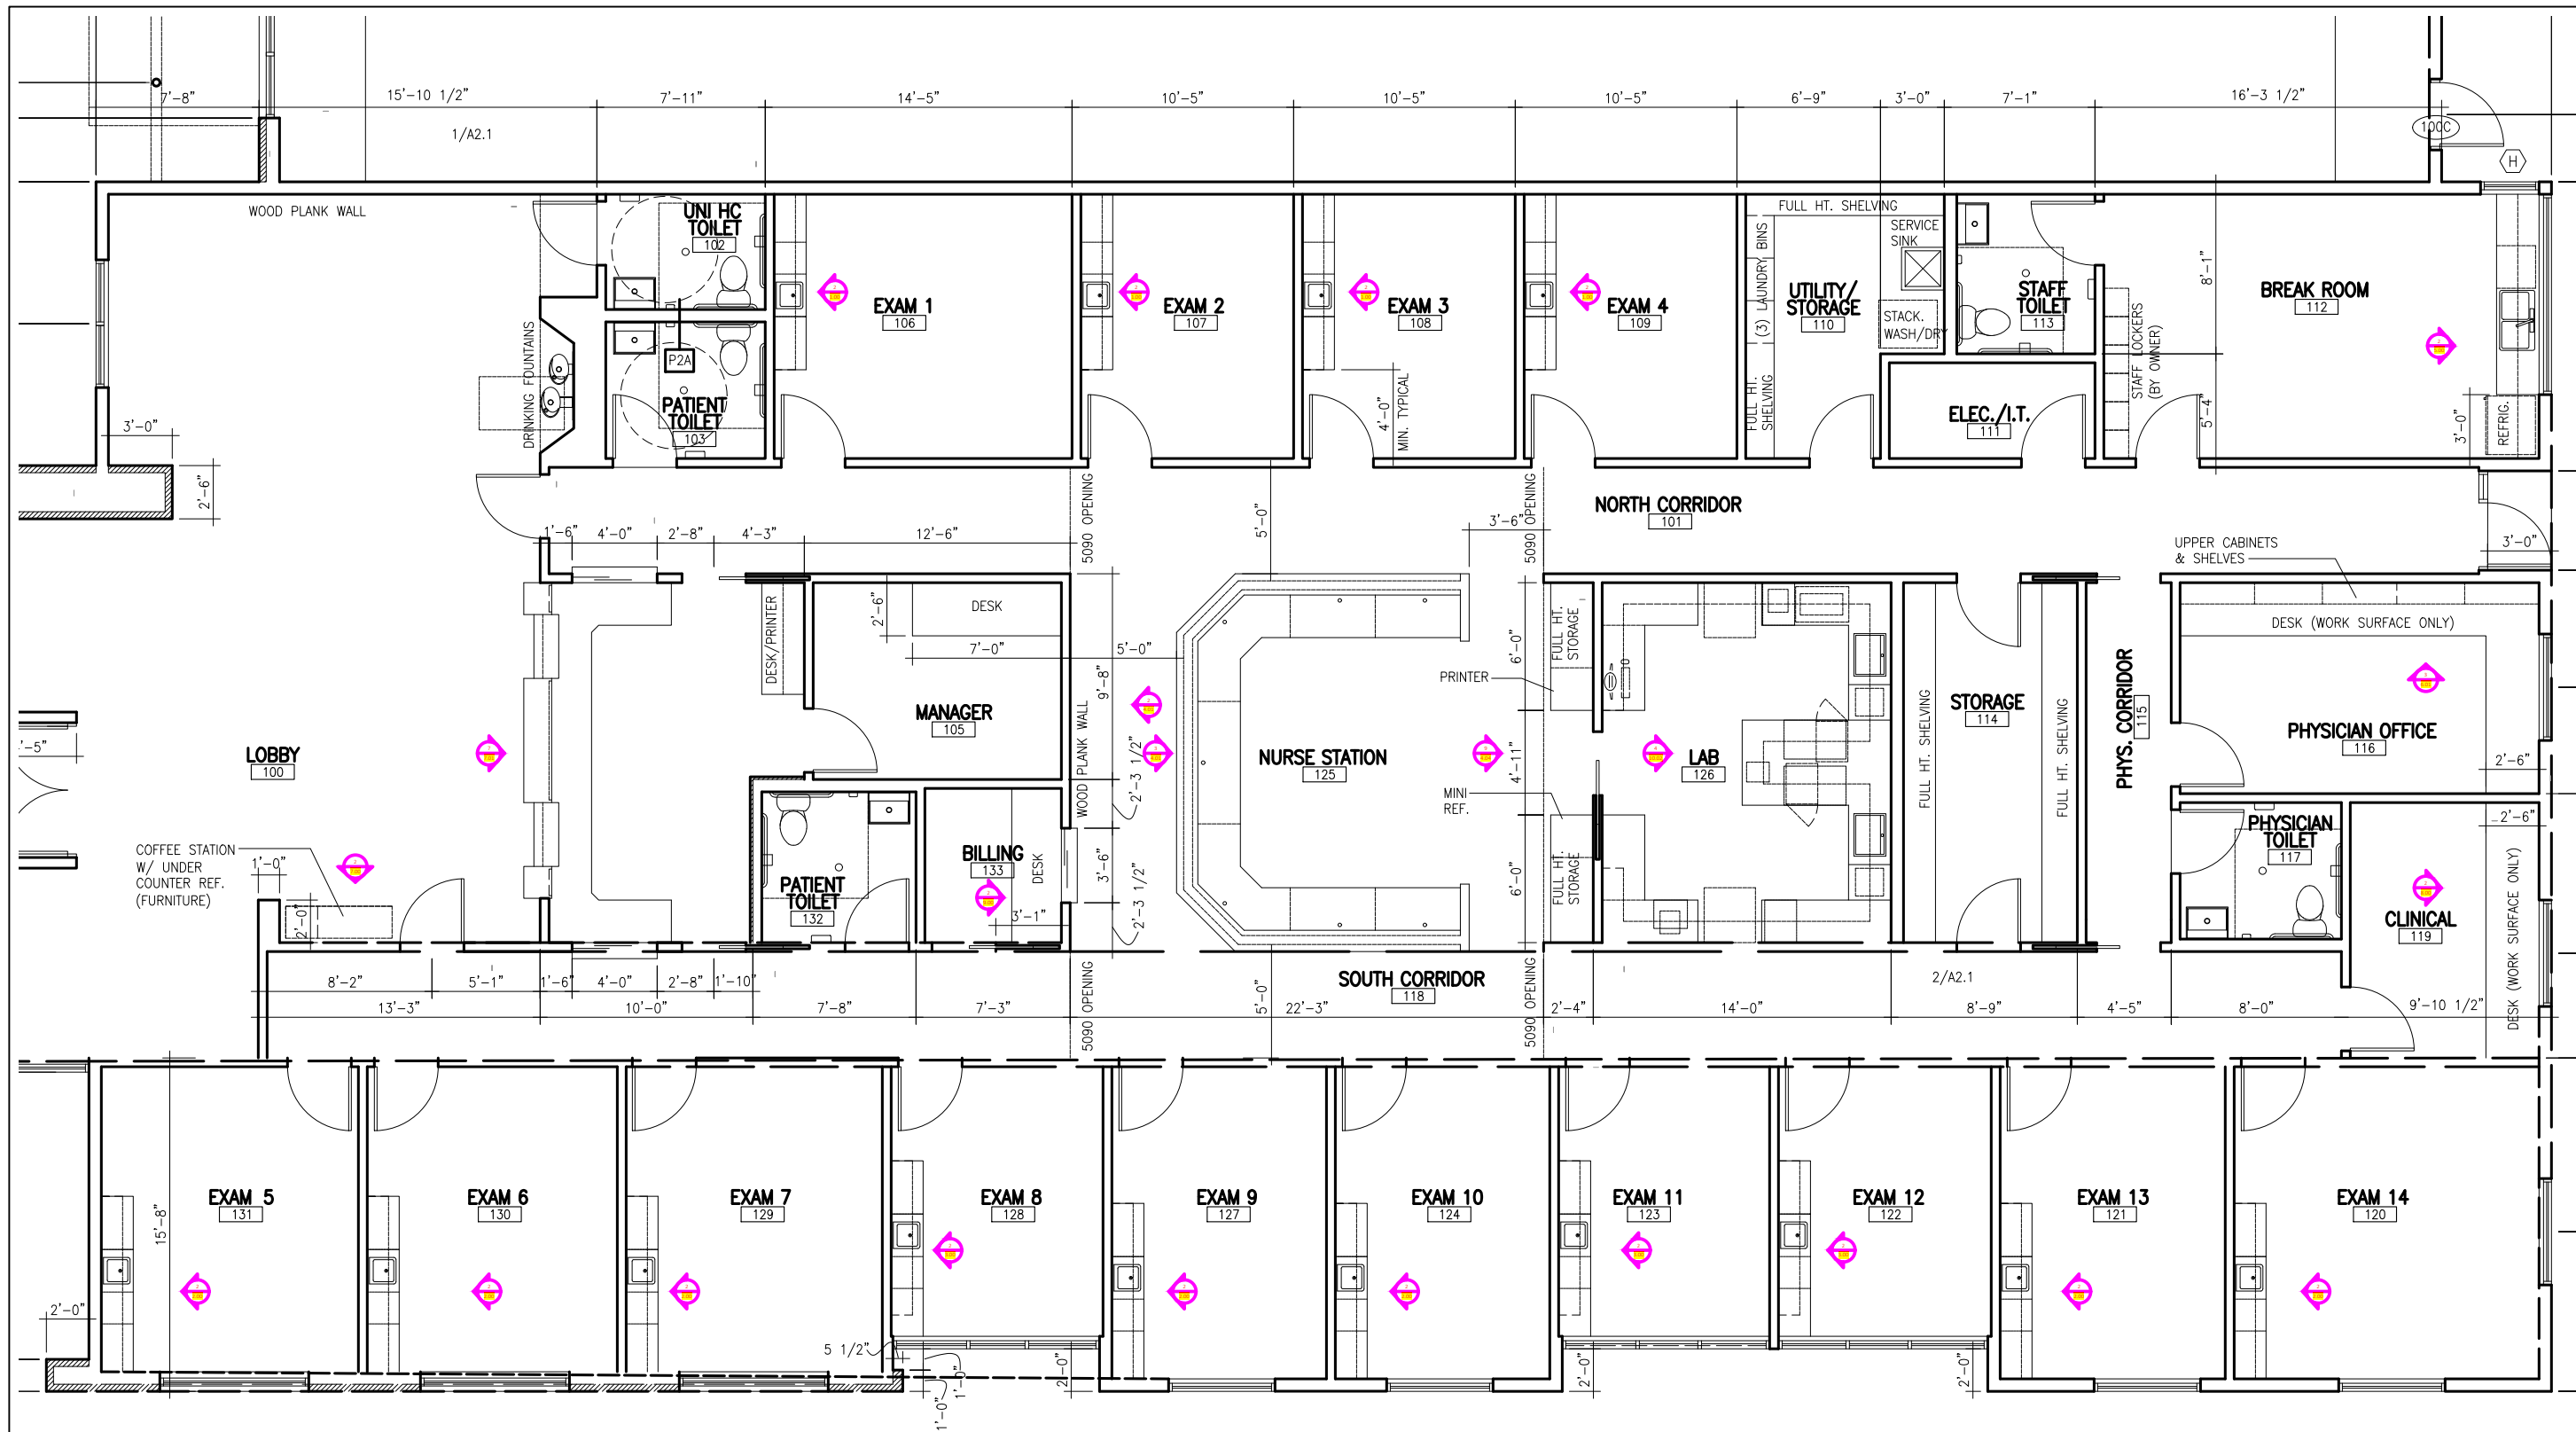 7'-8"
15'-10 1/2"
7'-11"
14'-5"
10'-5"
10'-5"
10'-5"
6'-9"
3'-0"
7'-1"
16'-3 1/2"
1/A2.1
100C
H
WOOD PLANK WALL
UNI HC
TOILET
102
FULL HT. SHELVING
SERVICE
SINK
(3) LAUNDRY BINS
FULL HT.
SHELVING
STACK.
WASH/DRY
EXAM 1
106
EXAM 2
107
EXAM 3
108
EXAM 4
109
UTILITY/
STORAGE
110
STAFF
TOILET
113
BREAK ROOM
112
8'-1"
5'-4"
STAFF LOCKERS
(BY OWNER)
DRINKING FOUNTAINS
P2A
PATIENT
TOILET
103
4'-0"
MIN. TYPICAL
ELEC./I.T.
111
3'-0"
REFRIG.
3'-0"
2'-6"
5090 OPENING
5'-0"
5090 OPENING
NORTH CORRIDOR
101
1'-6"
4'-0"
2'-8"
4'-3"
12'-6"
3'-6"
3'-0"
UPPER CABINETS
& SHELVES
DESK/PRINTER
2'-6"
DESK
7'-0"
5'-0"
9'-8"
6'-0"
FULL HT.
STORAGE
PRINTER
DESK (WORK SURFACE ONLY)
MANAGER
105
WOOD PLANK WALL
2'-3 1/2"
NURSE STATION
125
4'-11"
LAB
126
FULL HT. SHELVING
STORAGE
114
FULL HT. SHELVING
PHYS. CORRIDOR
115
PHYSICIAN OFFICE
116
2'-6"
'-5"
LOBBY
100
MINI
REF.
COFFEE STATION
W/ UNDER
COUNTER REF.
(FURNITURE)
1'-0"
2'-0"
PATIENT
TOILET
132
BILLING
133
DESK
3'-1"
3'-6"
2'-3 1/2"
6'-0"
FULL HT.
STORAGE
PHYSICIAN
TOILET
117
2'-6"
CLINICAL
119
DESK (WORK SURFACE ONLY)
8'-2"
5'-1"
1'-6"
4'-0"
2'-8"
1'-10"
5090 OPENING
5'-0"
SOUTH CORRIDOR
118
5090 OPENING
2/A2.1
13'-3"
10'-0"
7'-8"
7'-3"
22'-3"
2'-4"
14'-0"
8'-9"
4'-5"
8'-0"
9'-10 1/2"
15'-8"
EXAM 5
131
EXAM 6
130
EXAM 7
129
EXAM 8
128
EXAM 9
127
EXAM 10
124
EXAM 11
123
EXAM 12
122
EXAM 13
121
EXAM 14
120
2'-0"
5 1/2"
1'-0"
1'-0"
2'-0"
2'-0"
2'-0"